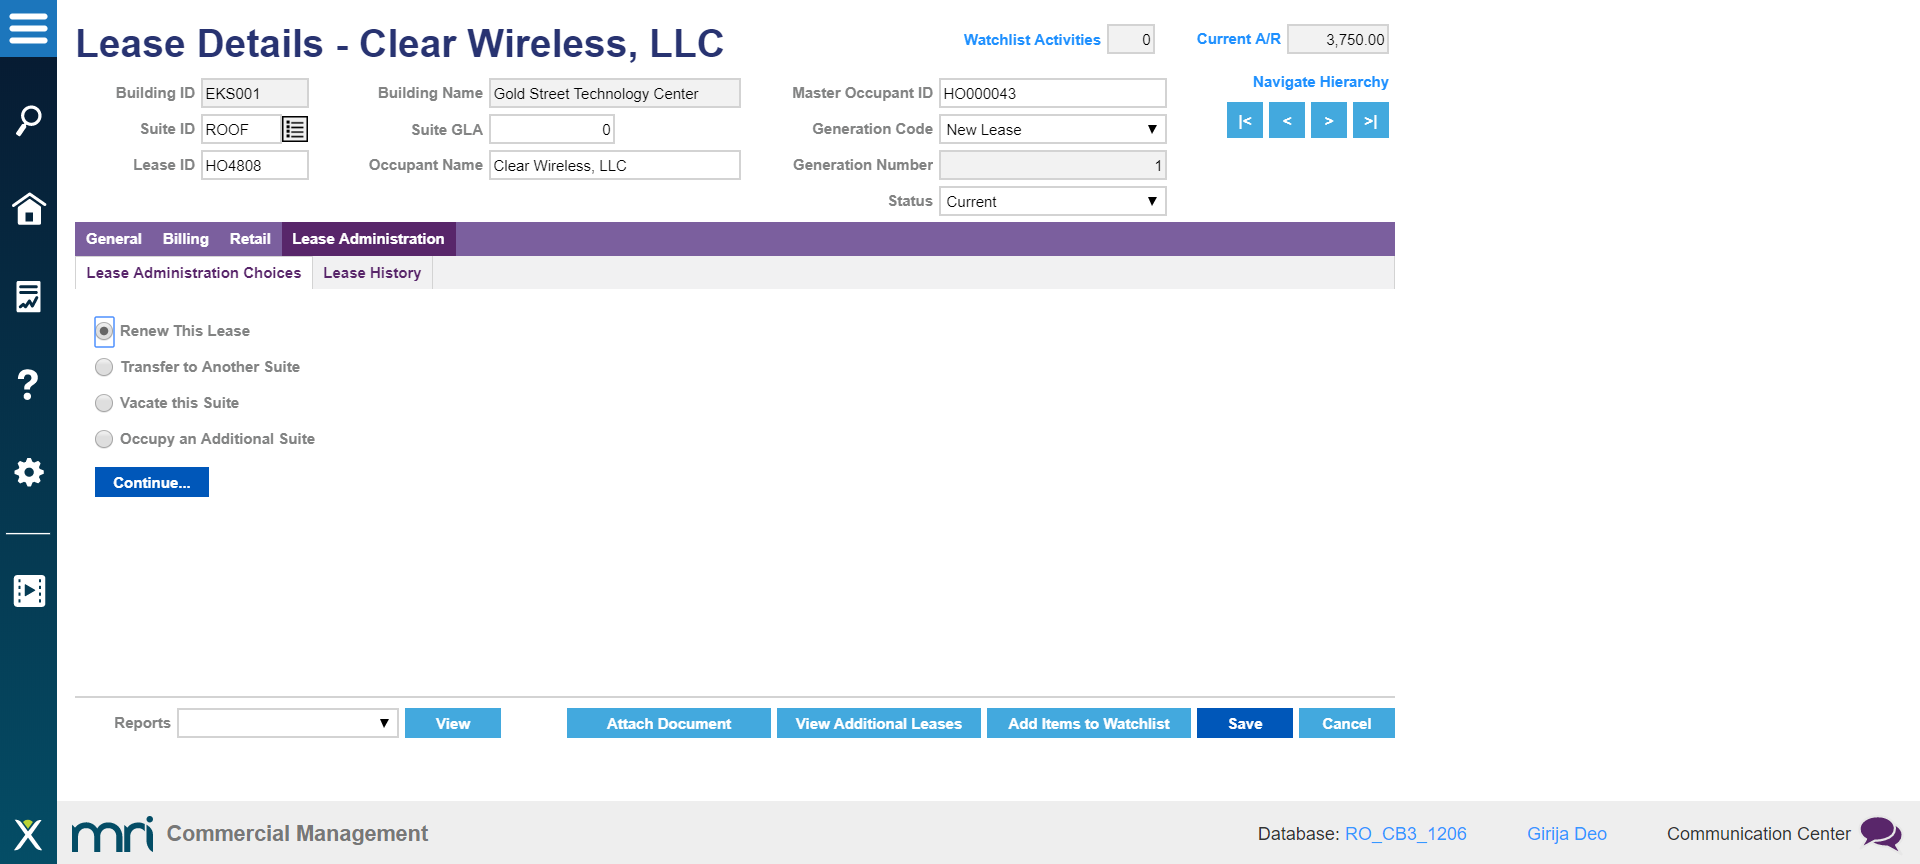 Lease Details - Clear Wireless, LLC
Watchlist Activities 0 Current A/R 3,750.00
Navigate Hierarchy
|< < > >|
Building ID EKS001 Building Name Gold Street Technology Center Master Occupant ID HO000043
Suite ID ROOF Suite GLA 0 Generation Code New Lease
Lease ID HO4808 Occupant Name Clear Wireless, LLC Generation Number 1
Status Current
General Billing Retail Lease Administration
Lease Administration Choices Lease History
Renew This Lease
Transfer to Another Suite
Vacate this Suite
Occupy an Additional Suite
Continue...
Reports View Attach Document View Additional Leases Add Items to Watchlist Save Cancel
mri Commercial Management Database: RO_CB3_1206 Girija Deo Communication Center